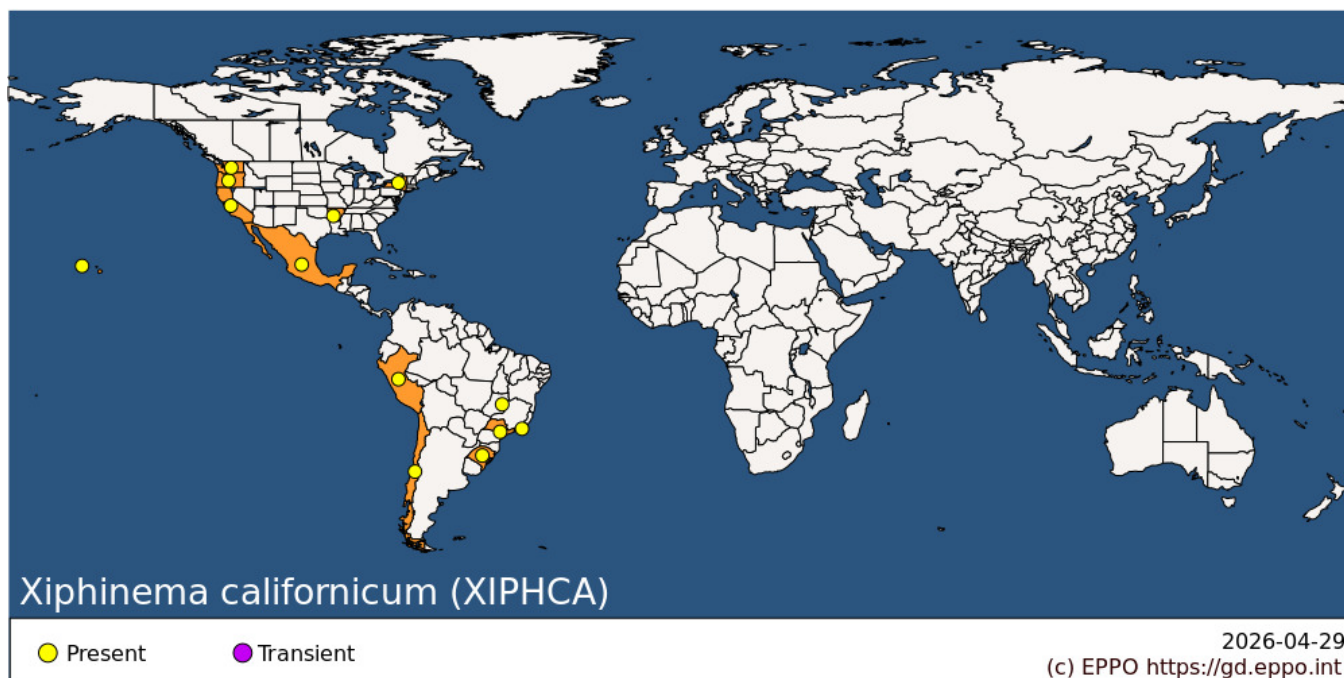 Xiphinema californicum (XIPHCA)
Present
Transient
2026-04-29
(c) EPPO https://gd.eppo.int